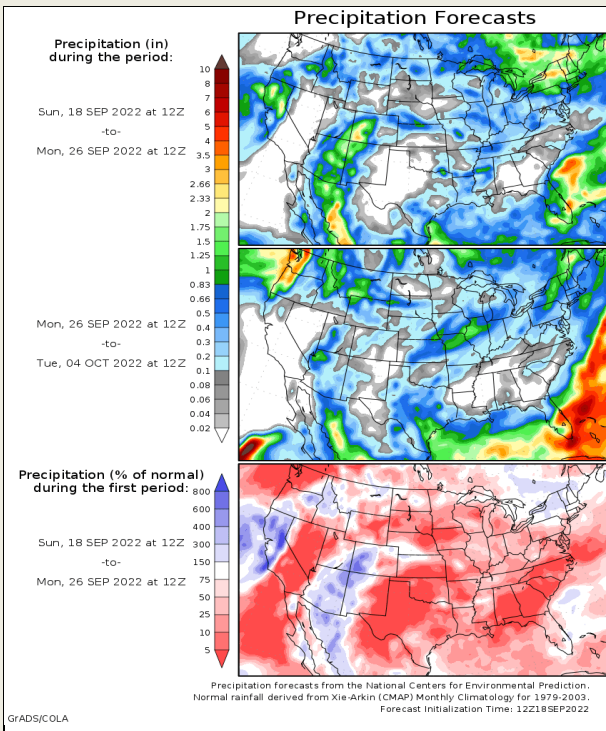 Precipitation Forecasts
Precipitation (in)
during the period:
Sun, 18 SEP 2022 at 12Z
-to-
Mon, 26 SEP 2022 at 12Z
10
8
7
6
5
4
3.5
3
2.66
2.33
2
1.75
1.5
1.25
1
0.83
0.66
0.5
0.4
0.3
0.2
0.1
0.08
0.06
0.04
0.02
Mon, 26 SEP 2022 at 12Z
-to-
Tue, 04 OCT 2022 at 12Z
Precipitation (% of normal)
during the first period:
Sun, 18 SEP 2022 at 12Z
-to-
Mon, 26 SEP 2022 at 12Z
800
600
400
300
150
75
50
25
10
5
Precipitation forecasts from the National Centers for Environmental Prediction.
Normal rainfall derived from Xie-Arkin (CMAP) Monthly Climatology for 1979-2003.
Forecast Initialization Time: 12Z18SEP2022
GrADS/COLA